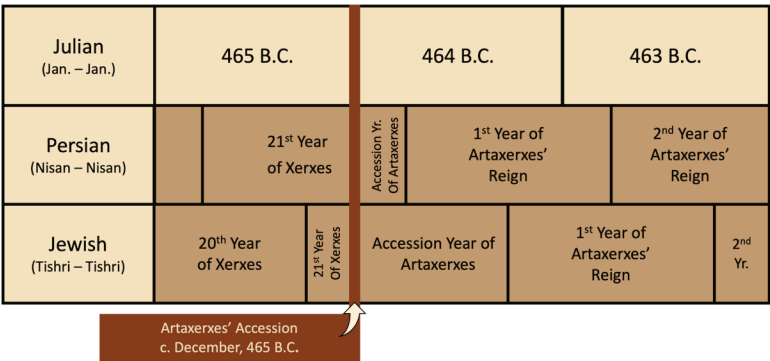 Julian
(Jan. – Jan.)
465 B.C.
464 B.C.
463 B.C.
Persian
(Nisan – Nisan)
21st Year
of Xerxes
Accession Yr.
Of Artaxerxes
1st Year of
Artaxerxes’
Reign
2nd Year of
Artaxerxes’
Reign
Jewish
(Tishri – Tishri)
20th Year
of Xerxes
21st Year
Of Xerxes
Accession Year of
Artaxerxes
1st Year of
Artaxerxes’
Reign
2nd
Yr.
Artaxerxes’ Accession
c. December, 465 B.C.